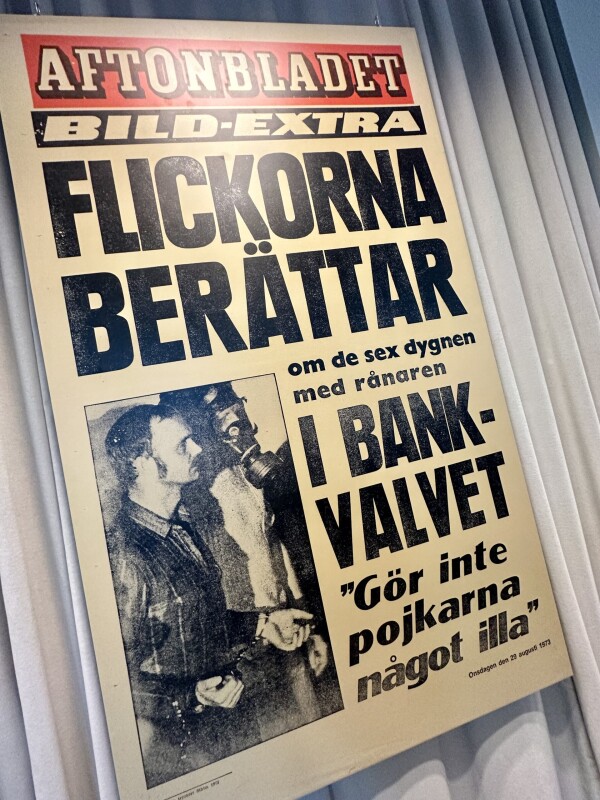 AFTONBLADET
BILD-EXTRA
FLICKORNA
BERÄTTAR
om de sex dygnen
med rånaren
I BANK-
VALVET
"Gör inte
pojkarna
något illa"
Onsdagen den 29 augusti 1973